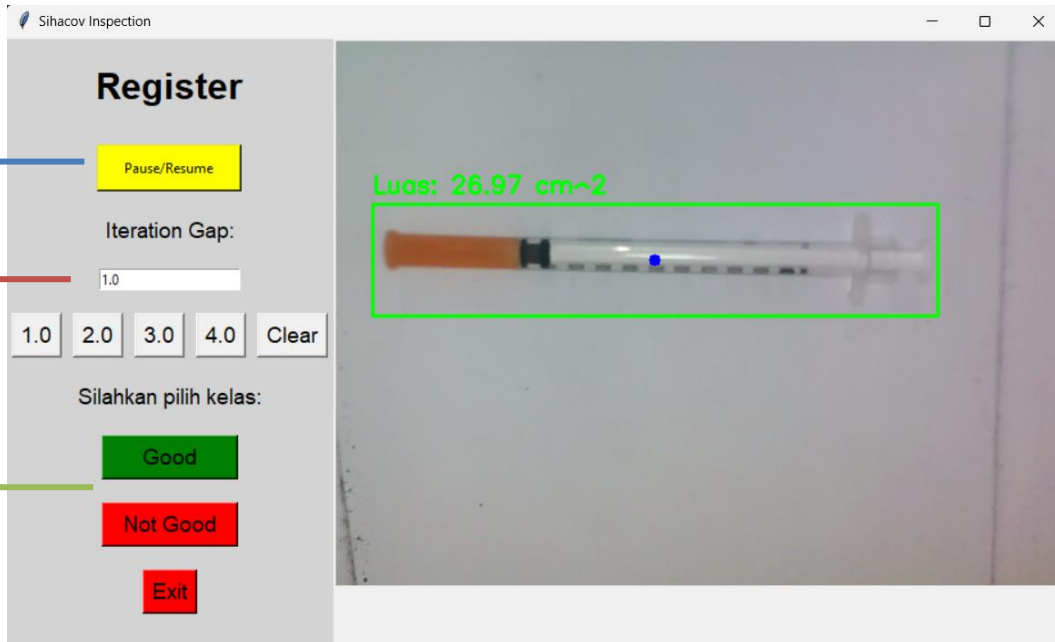 Sihacov Inspection
Register
Pause/Resume
Iteration Gap:
1.0
1.0 2.0 3.0 4.0 Clear
Silahkan pilih kelas:
Good
Not Good
Exit
Luas: 26.97 cm^2